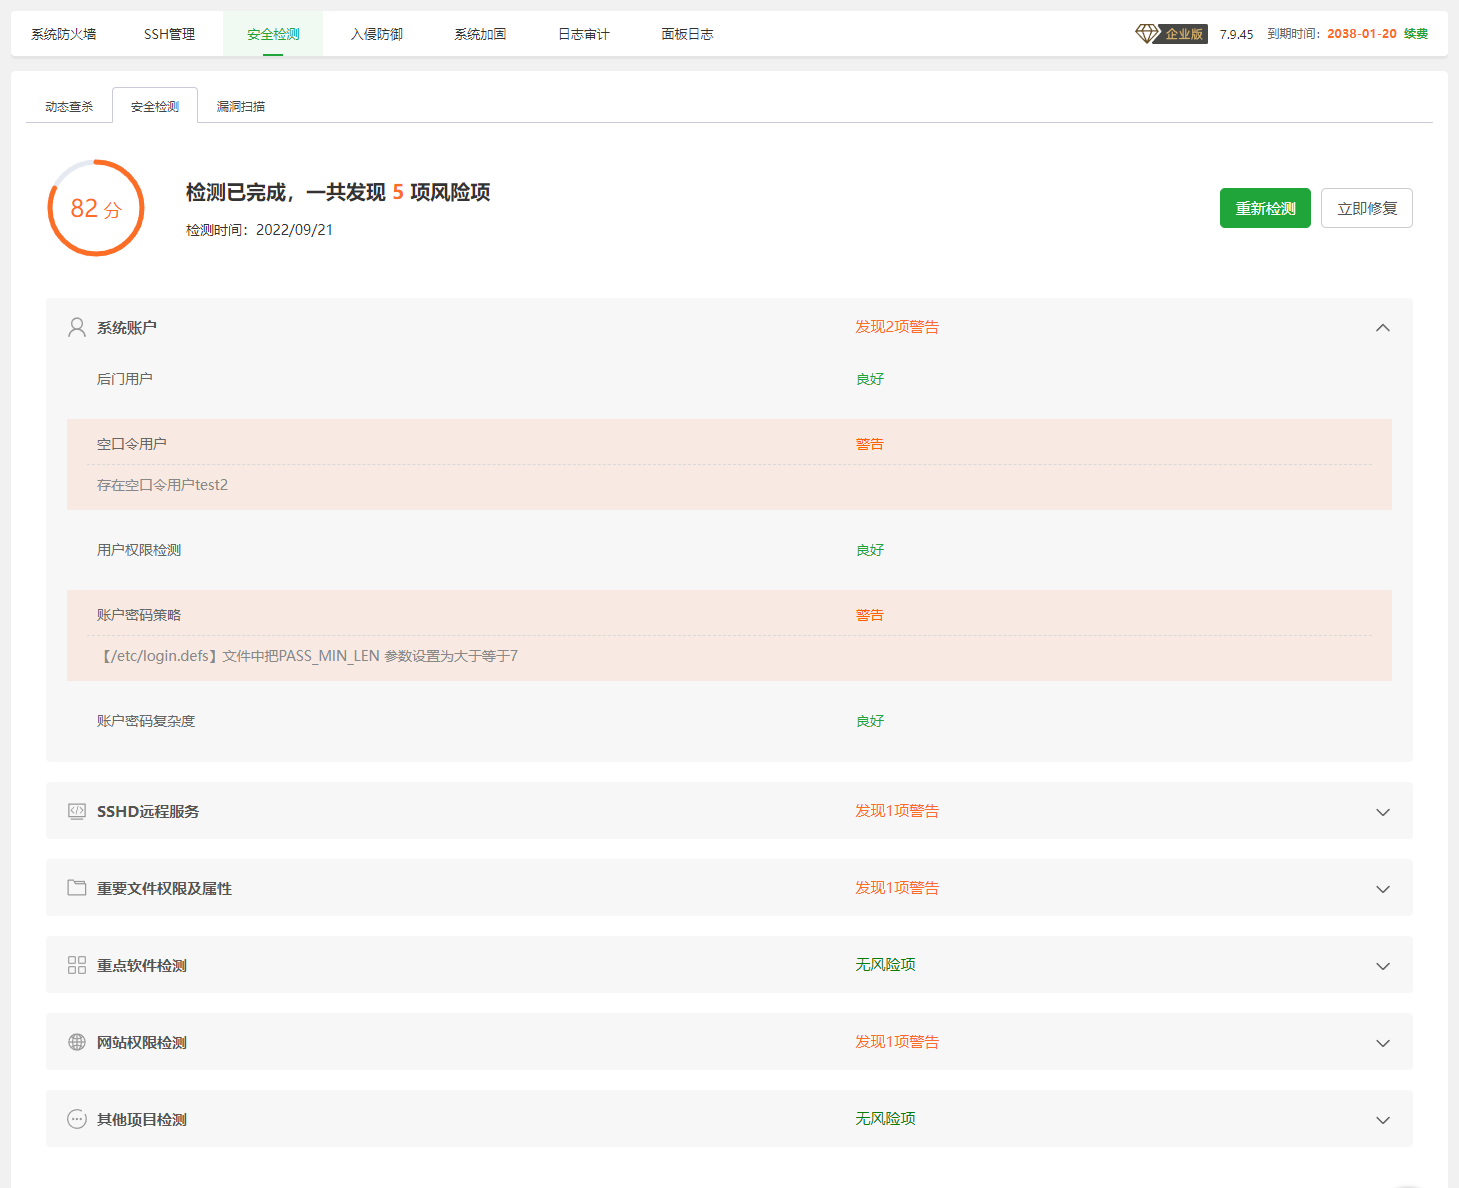 系统防火墙 SSH管理 安全检测 入侵防御 系统加固 日志审计 面板日志 企业版 7.9.45 到期时间：2038-01-20 续费
动态查杀 安全检测 漏洞扫描
82 分
检测已完成，一共发现 5 项风险项
检测时间：2022/09/21
重新检测 立即修复
系统账户 发现2项警告
后门用户 良好
空口令用户 警告
存在空口令用户test2
用户权限检测 良好
账户密码策略 警告
【/etc/login.defs】文件中把PASS_MIN_LEN 参数设置为大于等于7
账户密码复杂度 良好
SSHD远程服务 发现1项警告
重要文件权限及属性 发现1项警告
重点软件检测 无风险项
网站权限检测 发现1项警告
其他项目检测 无风险项